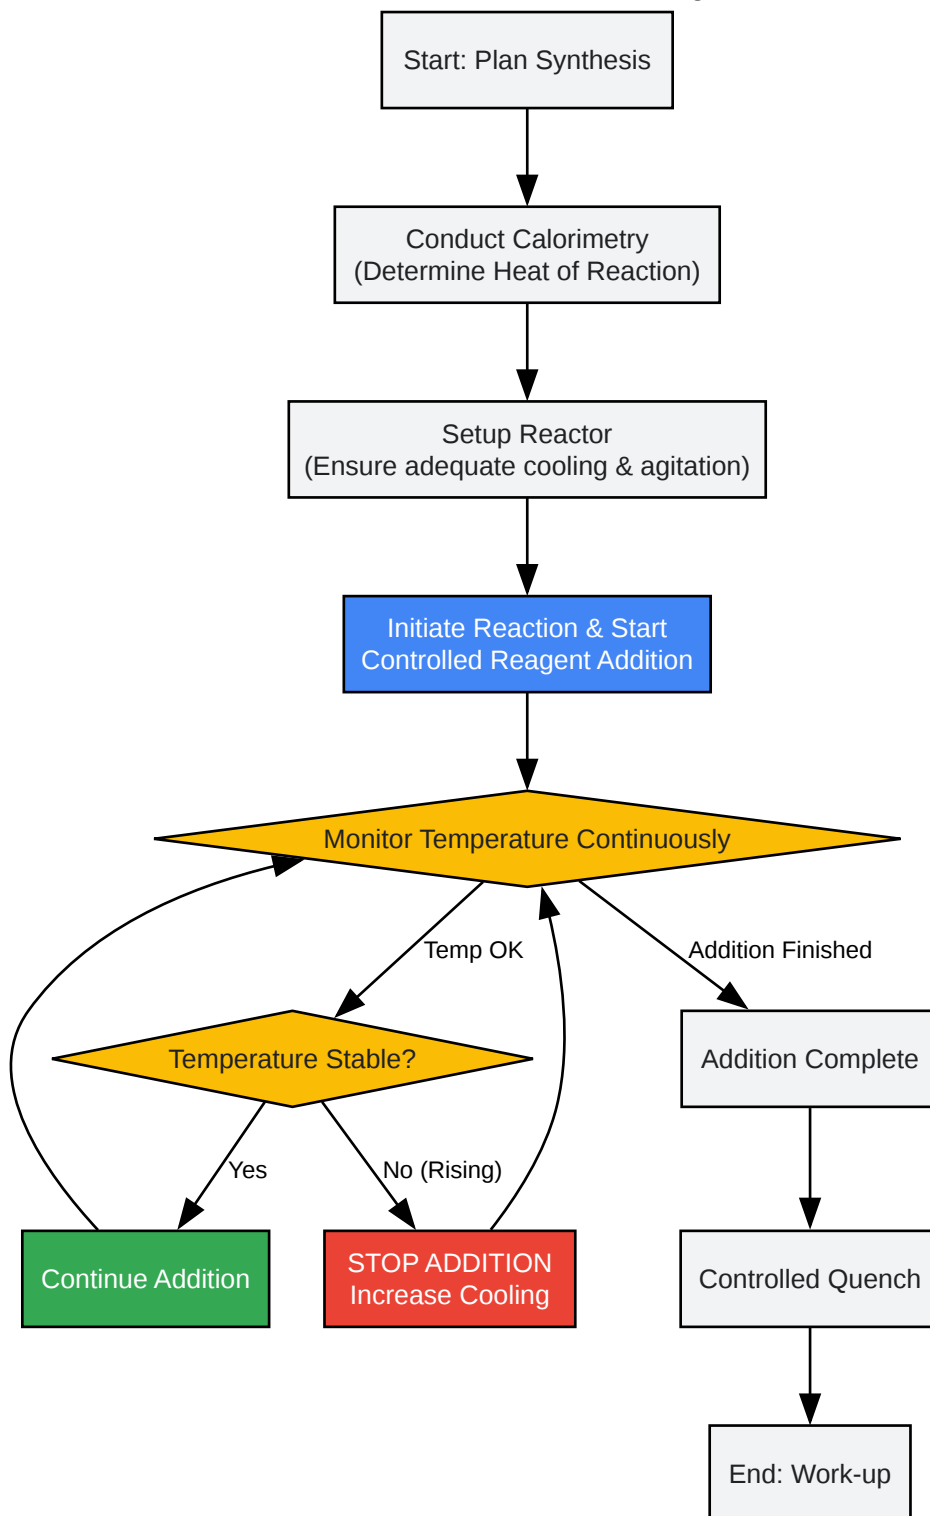 Start: Plan Synthesis
Conduct Calorimetry
(Determine Heat of Reaction)
Setup Reactor
(Ensure adequate cooling & agitation)
Initiate Reaction & Start
Controlled Reagent Addition
Monitor Temperature Continuously
Temp OK
Addition Finished
Temperature Stable?
Addition Complete
Yes
No (Rising)
Continue Addition
STOP ADDITION
Increase Cooling
Controlled Quench
End: Work-up